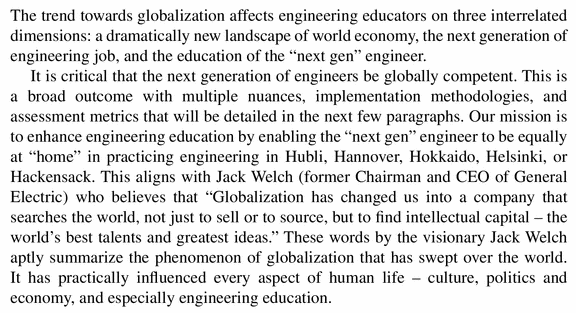 The trend towards globalization affects engineering educators on three interrelated
dimensions: a dramatically new landscape of world economy, the next generation of
engineering job, and the education of the “next gen” engineer.
It is critical that the next generation of engineers be globally competent. This is
a broad outcome with multiple nuances, implementation methodologies, and
assessment metrics that will be detailed in the next few paragraphs. Our mission is
to enhance engineering education by enabling the “next gen” engineer to be equally
at “home” in practicing engineering in Hubli, Hannover, Hokkaido, Helsinki, or
Hackensack. This aligns with Jack Welch (former Chairman and CEO of General
Electric) who believes that “Globalization has changed us into a company that
searches the world, not just to sell or to source, but to find intellectual capital – the
world’s best talents and greatest ideas.” These words by the visionary Jack Welch
aptly summarize the phenomenon of globalization that has swept over the world.
It has practically influenced every aspect of human life – culture, politics and
economy, and especially engineering education.